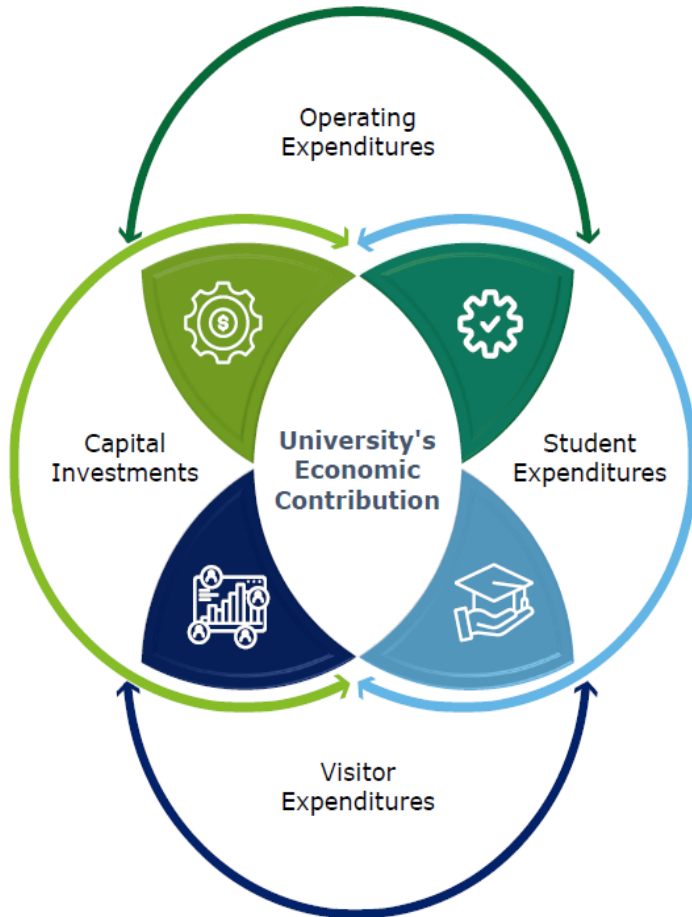 Operating
Expenditures
$
Capital
Investments
University's
Economic
Contribution
Student
Expenditures
Visitor
Expenditures